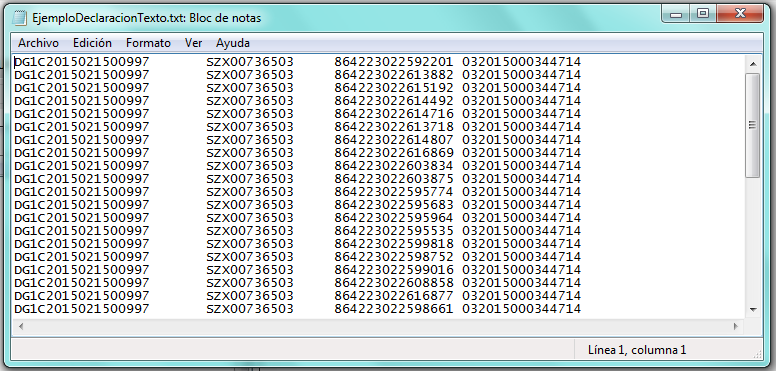 EjemploDeclaracionTexto.txt: Bloc de notas
Archivo Edición Formato Ver Ayuda
DG1C2015021500997 SZX00736503 864223022592201 032015000344714
DG1C2015021500997 SZX00736503 864223022613882 032015000344714
DG1C2015021500997 SZX00736503 864223022615192 032015000344714
DG1C2015021500997 SZX00736503 864223022614492 032015000344714
DG1C2015021500997 SZX00736503 864223022614716 032015000344714
DG1C2015021500997 SZX00736503 864223022613718 032015000344714
DG1C2015021500997 SZX00736503 864223022614807 032015000344714
DG1C2015021500997 SZX00736503 864223022616869 032015000344714
DG1C2015021500997 SZX00736503 864223022603834 032015000344714
DG1C2015021500997 SZX00736503 864223022603875 032015000344714
DG1C2015021500997 SZX00736503 864223022595774 032015000344714
DG1C2015021500997 SZX00736503 864223022595683 032015000344714
DG1C2015021500997 SZX00736503 864223022595964 032015000344714
DG1C2015021500997 SZX00736503 864223022595535 032015000344714
DG1C2015021500997 SZX00736503 864223022599818 032015000344714
DG1C2015021500997 SZX00736503 864223022598752 032015000344714
DG1C2015021500997 SZX00736503 864223022599016 032015000344714
DG1C2015021500997 SZX00736503 864223022608858 032015000344714
DG1C2015021500997 SZX00736503 864223022616877 032015000344714
DG1C2015021500997 SZX00736503 864223022598661 032015000344714
Línea 1, columna 1